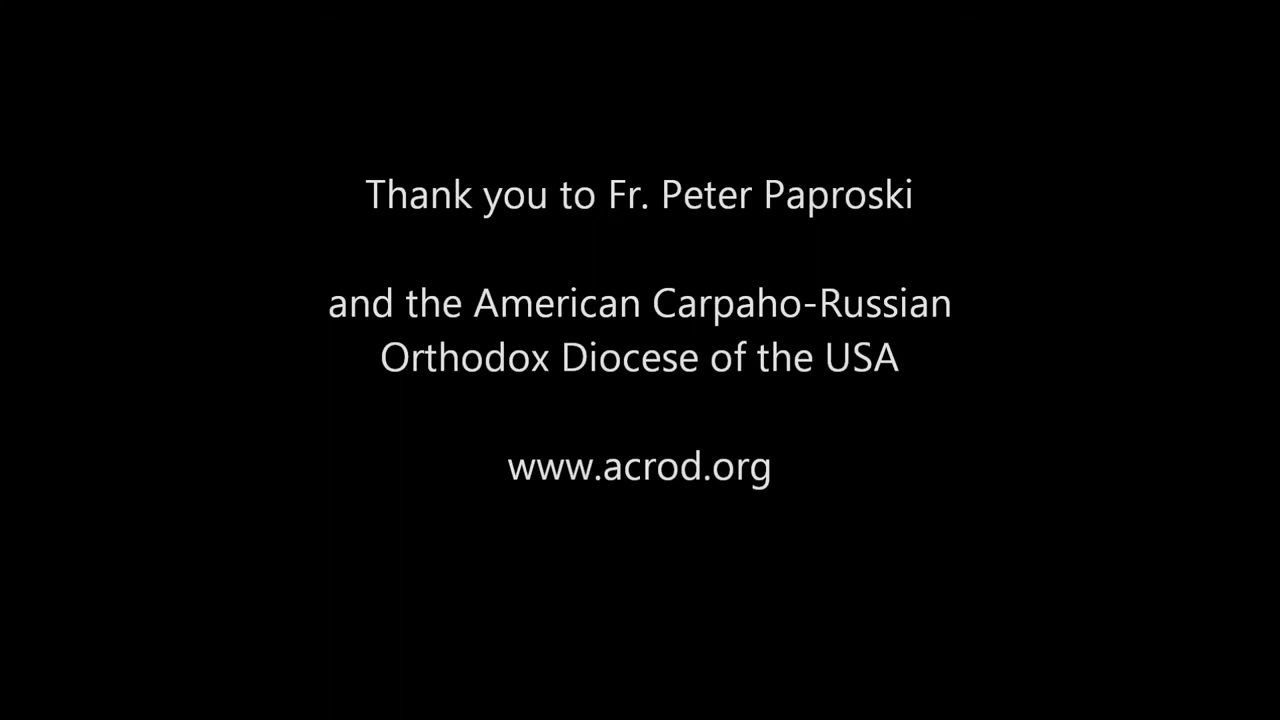 Thank you to Fr. Peter Paproski
and the American Carpaho-Russian
Orthodox Diocese of the USA
www.acrod.org